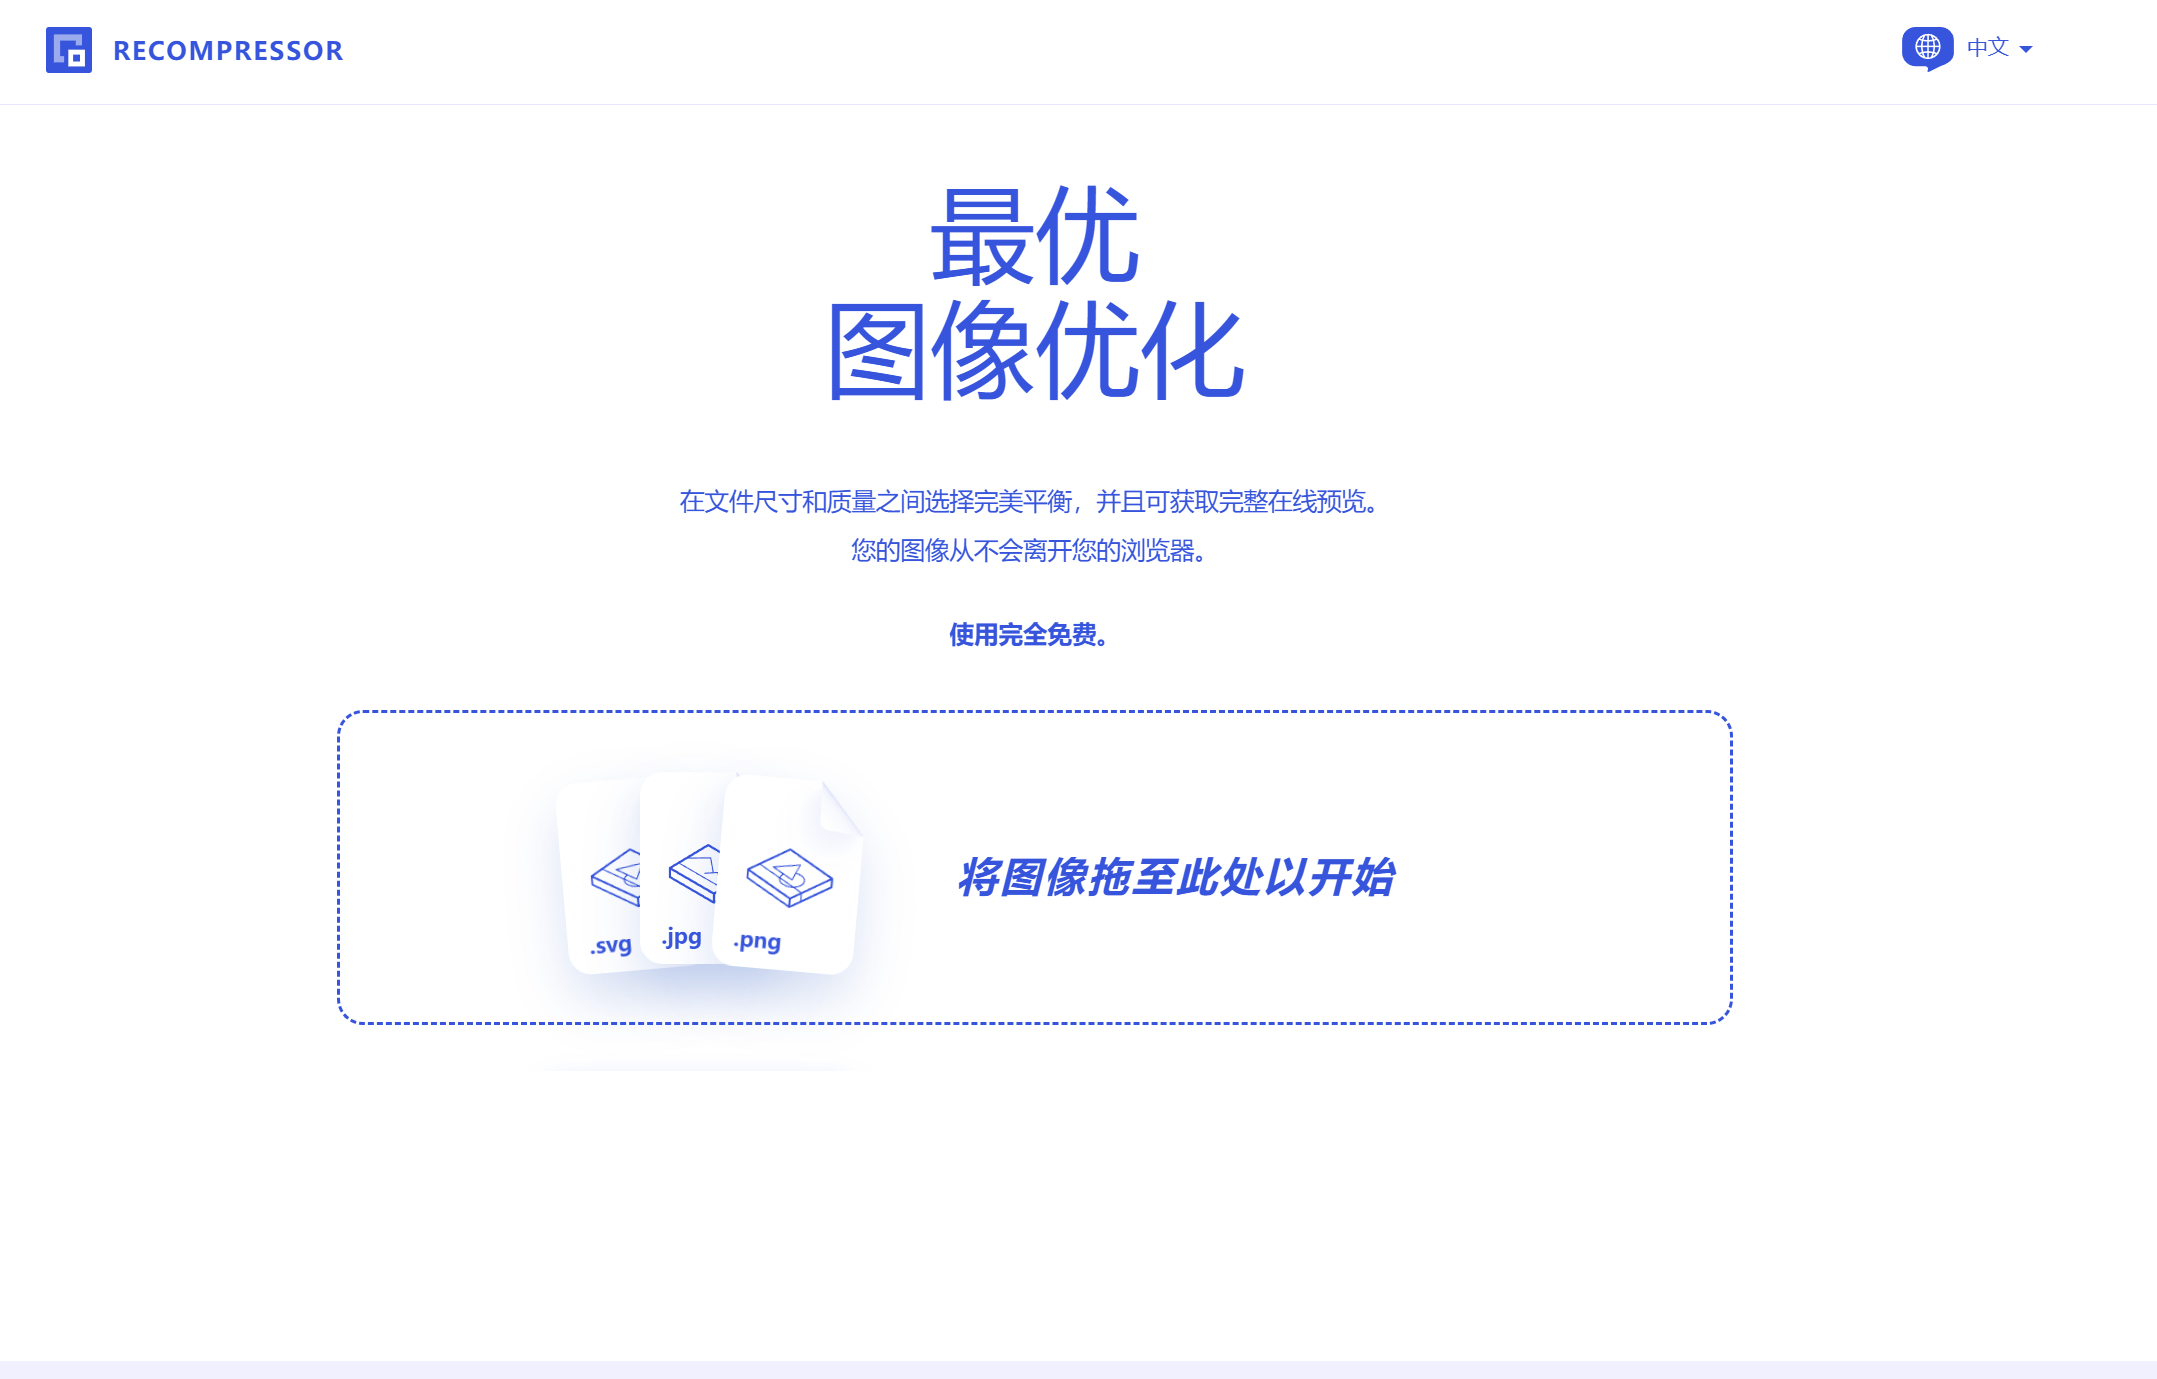 RECOMPRESSOR
中文
最优
图像优化
在文件尺寸和质量之间选择完美平衡，并且可获取完整在线预览。
您的图像从不会离开您的浏览器。
使用完全免费。
.svg
.jpg
.png
将图像拖至此处以开始